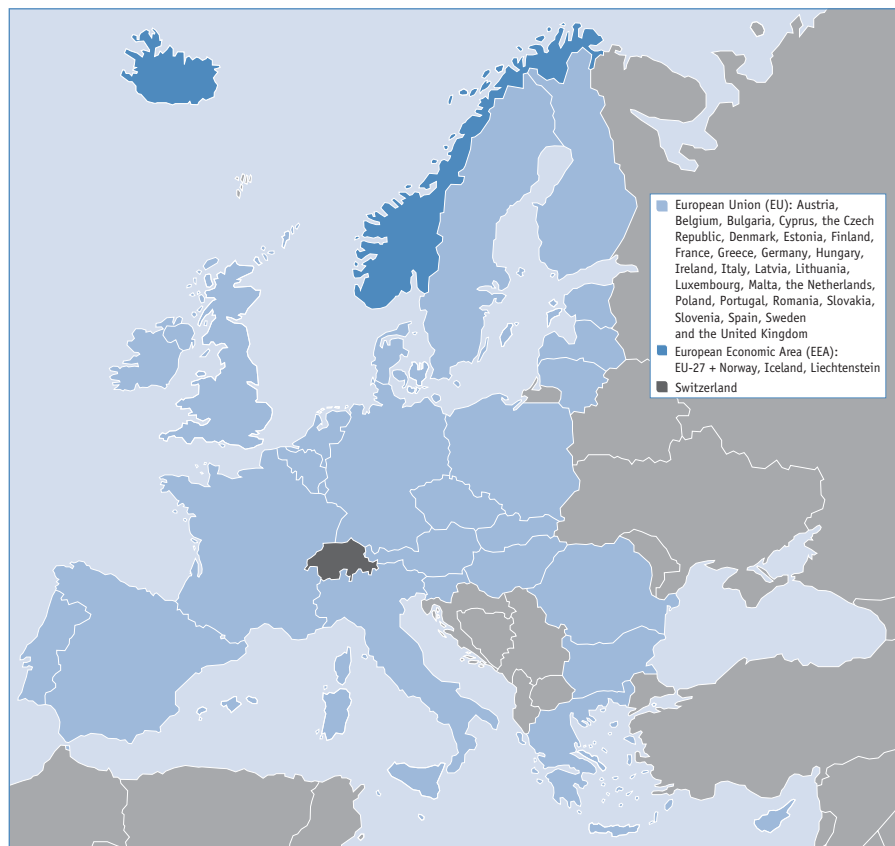 European Union (EU): Austria,
Belgium, Bulgaria, Cyprus, the Czech
Republic, Denmark, Estonia, Finland,
France, Greece, Germany, Hungary,
Ireland, Italy, Latvia, Lithuania,
Luxembourg, Malta, the Netherlands,
Poland, Portugal, Romania, Slovakia,
Slovenia, Spain, Sweden
and the United Kingdom
European Economic Area (EEA):
EU-27 + Norway, Iceland, Liechtenstein
Switzerland